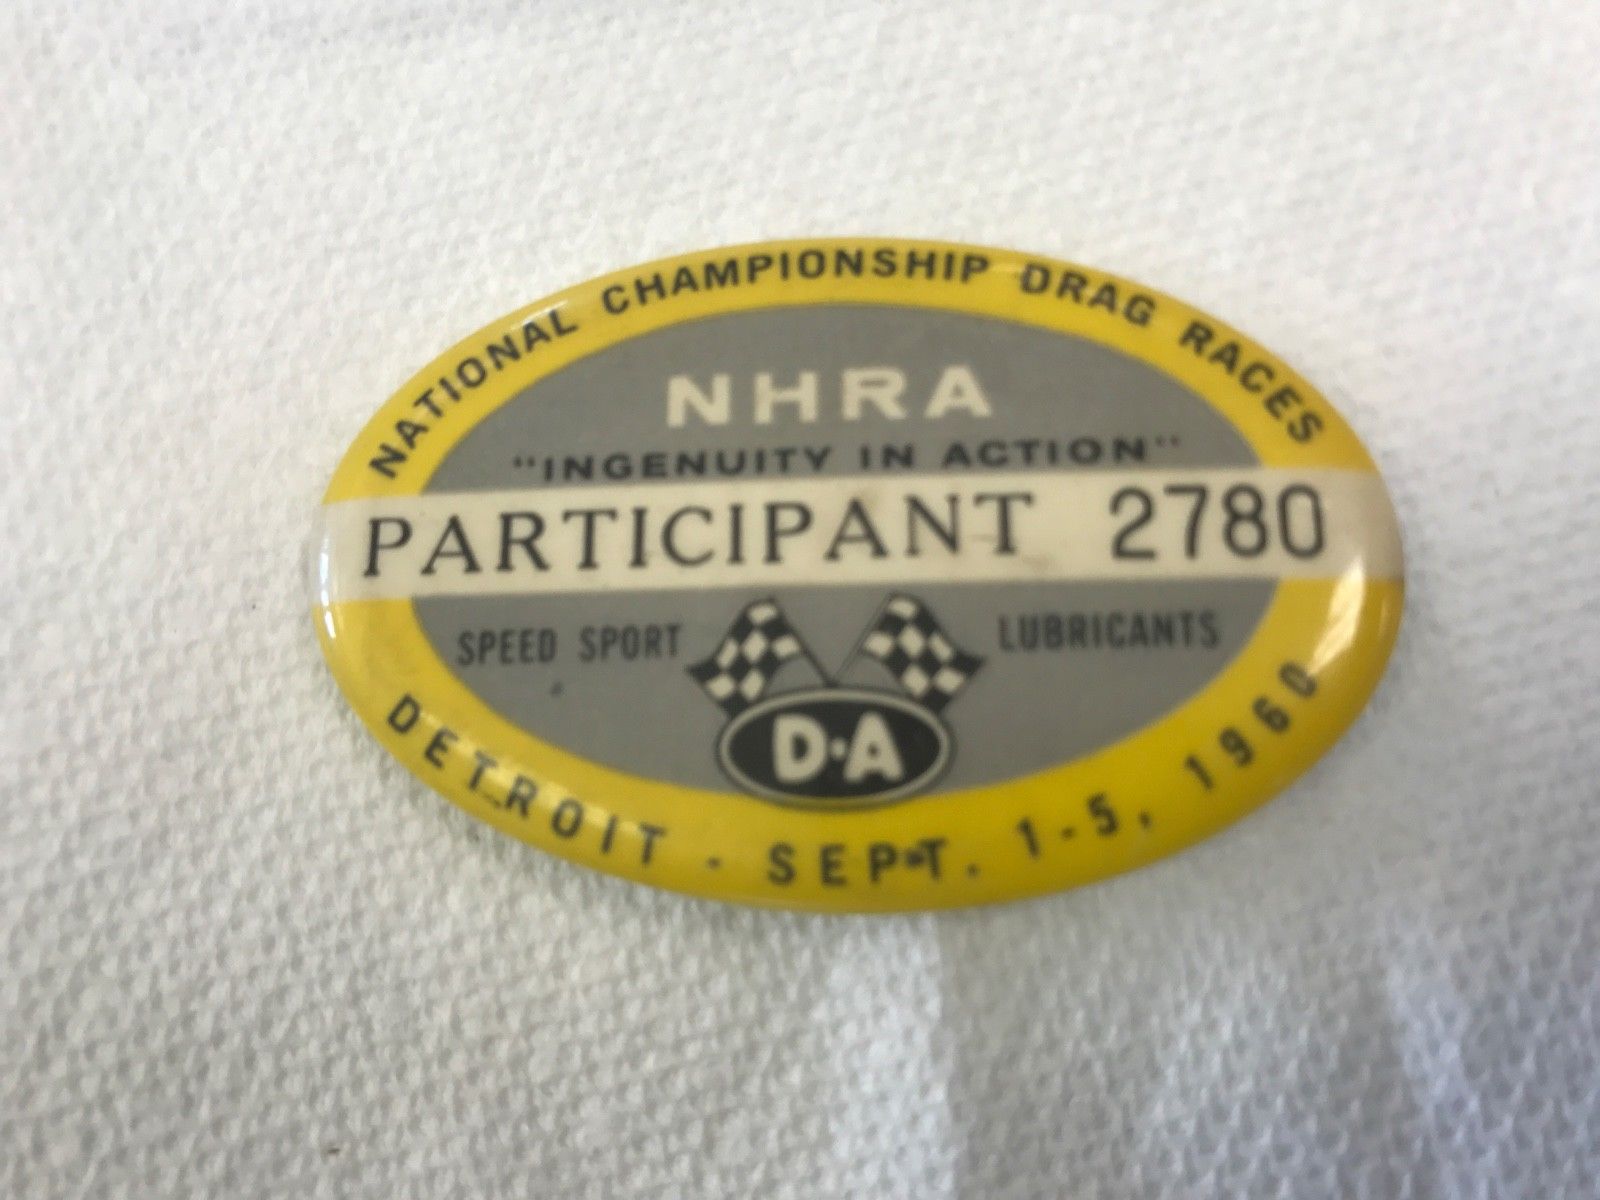 NATIONAL CHAMPIONSHIP DRAG RACES
NHRA
"INGENUITY IN ACTION"
PARTICIPANT 2780
SPEED SPORT LUBRICANTS
D·A
DETROIT - SEPT. 1-5, 1960